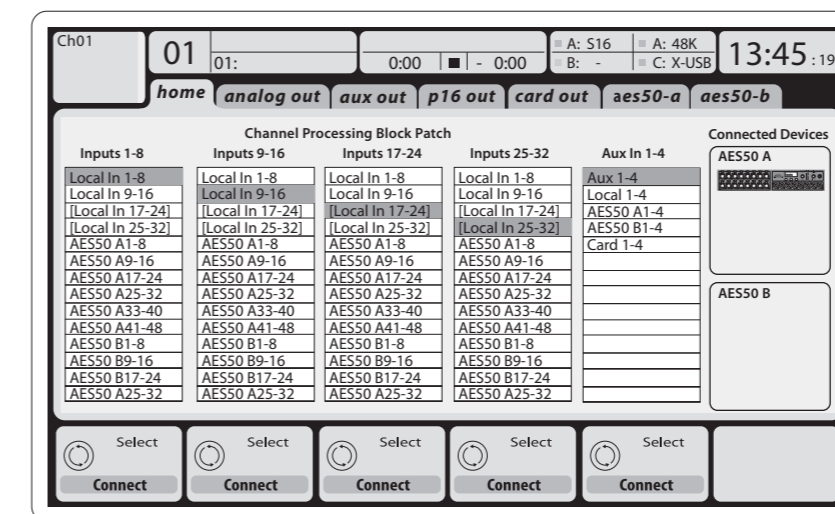 Ch01
01
01:
0:00
- 0:00
A: S16
B: -
A: 48K
C: X-USB
13:45 : 19
home
analog out
aux out
p16 out
card out
aes50-a
aes50-b
Channel Processing Block Patch
Connected Devices
Inputs 1-8
Local In 1-8
Local In 9-16
[Local In 17-24]
[Local In 25-32]
AES50 A1-8
AES50 A9-16
AES50 A17-24
AES50 A25-32
AES50 A33-40
AES50 A41-48
AES50 B1-8
AES50 B9-16
AES50 B17-24
AES50 A25-32
Inputs 9-16
Local In 1-8
Local In 9-16
[Local In 17-24]
[Local In 25-32]
AES50 A1-8
AES50 A9-16
AES50 A17-24
AES50 A25-32
AES50 A33-40
AES50 A41-48
AES50 B1-8
AES50 B9-16
AES50 B17-24
AES50 A25-32
Inputs 17-24
Local In 1-8
Local In 9-16
[Local In 17-24]
[Local In 25-32]
AES50 A1-8
AES50 A9-16
AES50 A17-24
AES50 A25-32
AES50 A33-40
AES50 A41-48
AES50 B1-8
AES50 B9-16
AES50 B17-24
AES50 A25-32
Inputs 25-32
Local In 1-8
Local In 9-16
[Local In 17-24]
[Local In 25-32]
AES50 A1-8
AES50 A9-16
AES50 A17-24
AES50 A25-32
AES50 A33-40
AES50 A41-48
AES50 B1-8
AES50 B9-16
AES50 B17-24
AES50 A25-32
Aux In 1-4
Aux 1-4
Local 1-4
AES50 A1-4
AES50 B1-4
Card 1-4
AES50 A
AES50 B
Select
Connect
Select
Connect
Select
Connect
Select
Connect
Select
Connect